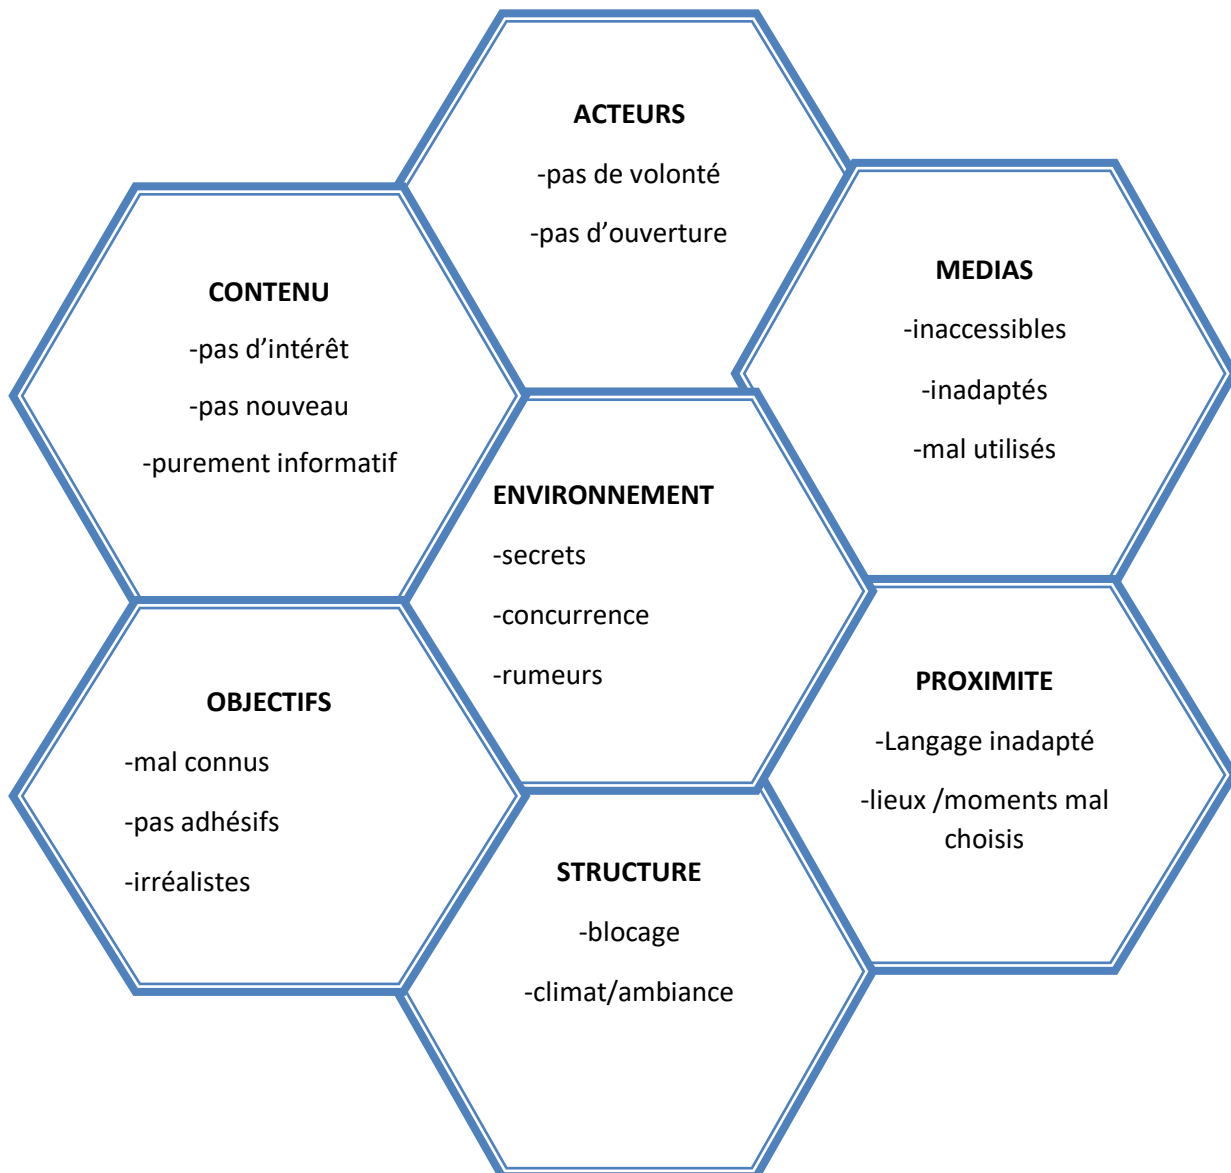 ACTEURS
-pas de volonté
-pas d’ouverture
CONTENU
-pas d’intérêt
-pas nouveau
-purement informatif
MEDIAS
-inaccessibles
-inadaptés
-mal utilisés
ENVIRONNEMENT
-secrets
-concurrence
-rumeurs
OBJECTIFS
-mal connus
-pas adhésifs
-irréalistes
PROXIMITE
-Langage inadapté
-lieux /moments mal
choisis
STRUCTURE
-blocage
-climat/ambiance